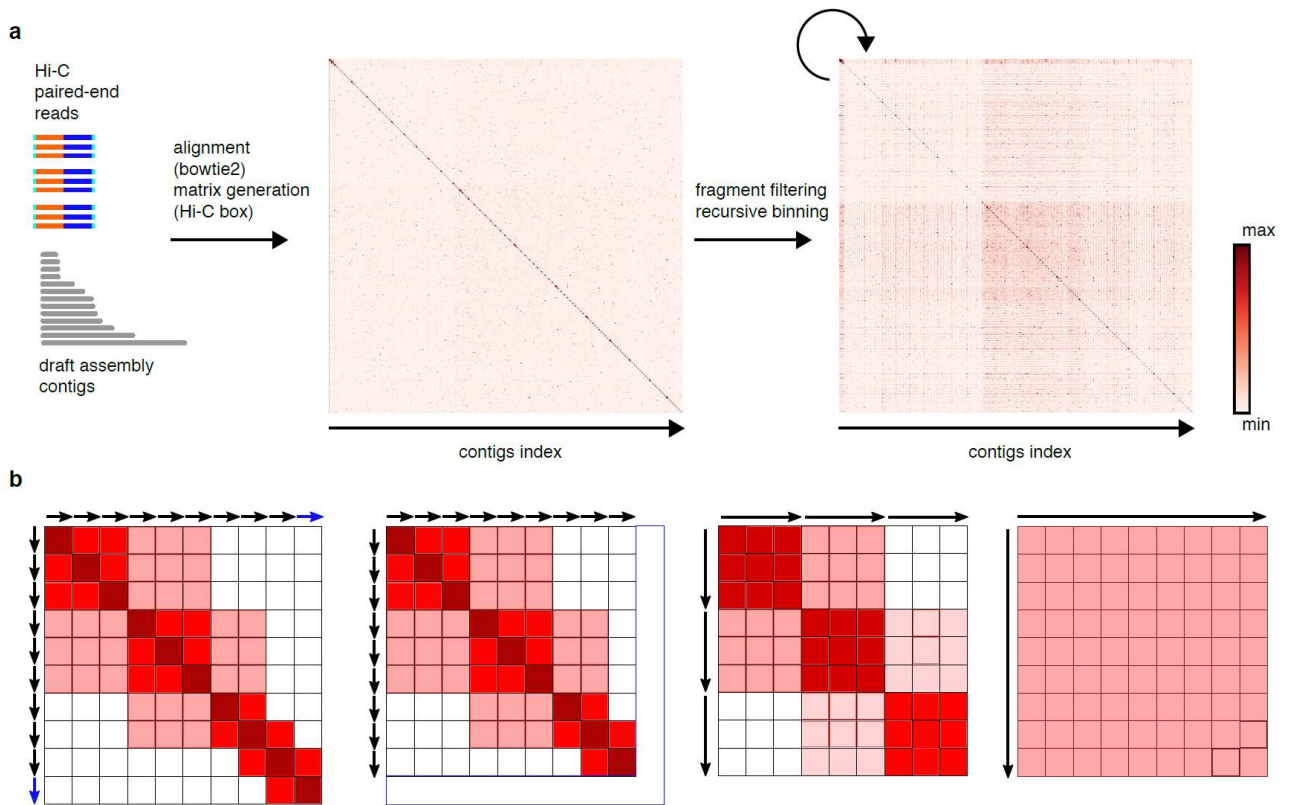 a
Hi-C
paired-end
reads
alignment
(bowtie2)
matrix generation
(Hi-C box)
draft assembly
contigs
contigs index
fragment filtering
recursive binning
contigs index
max
min
b